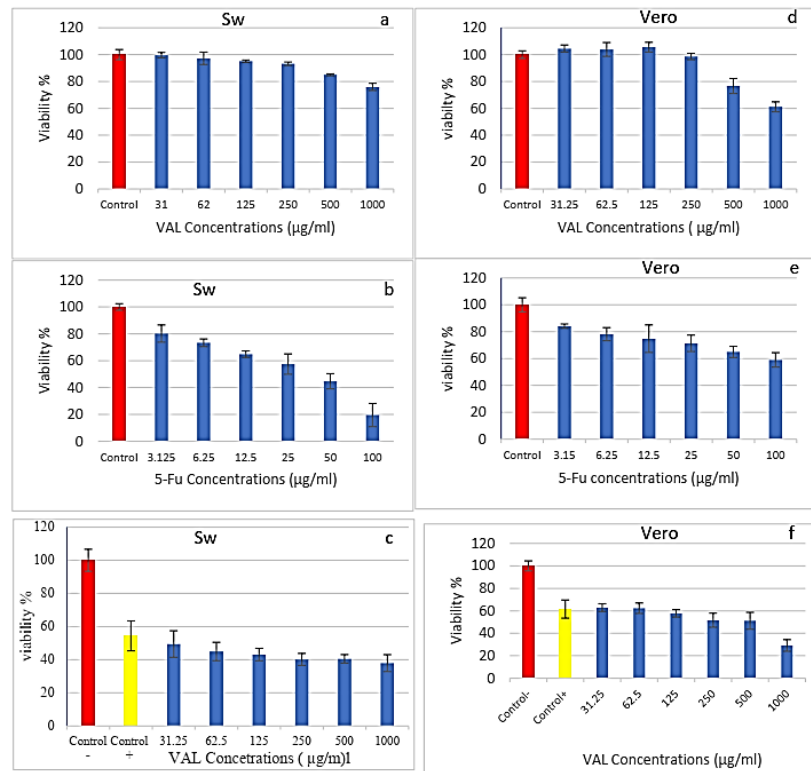 Sw a
Viability %
120
100
80
60
40
20
0
Control 31 62 125 250 500 1000
VAL Concentrations (µg/ml)
Vero d
viability %
120
100
80
60
40
20
0
Control 31.25 62.5 125 250 500 1000
VAL Concentrations ( µg/ml)
Sw b
Viability %
120
100
80
60
40
20
0
Control 3.125 6.25 12.5 25 50 100
5-Fu Concentrations (µg/ml)
Vero e
viability %
120
100
80
60
40
20
0
Control 3.15 6.25 12.5 25 50 100
5-Fu concentrations (µg/ml)
Sw c
viability %
120
100
80
60
40
20
0
Control Control 31.25 62.5 125 250 500 1000
- + VAL Concetrations ( µg/m)l
Vero f
Viability %
120
100
80
60
40
20
0
Control- Control+ 31.25 62.5 125 250 500 1000
VAL Concentrations (µg/ml)